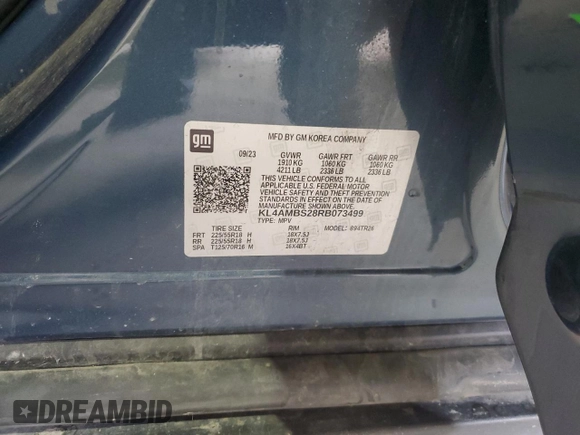 gm
MFD BY GM KOREA COMPANY
09/23 GVWR GAWR FRT GAWR RR
1910 KG 1060 KG 1060 KG
4211 LB 2336 LB 2336 LB
THIS VEHICLE CONFORMS TO ALL
APPLICABLE U.S. FEDERAL MOTOR
VEHICLE SAFETY AND THEFT PREVENTION
STANDARDS IN EFFECT ON THE DATE OF
MANUFACTURE SHOWN ABOVE.
KL4AMBS28RB073499
TYPE: MPV MODEL: 694TR26
TIRE SIZE RIM
FRT 225/55R18 H 18X7.5J
RR 225/55R18 H 18X7.5J
SPA T125/70R16 M 16X4BT
DREAMBID